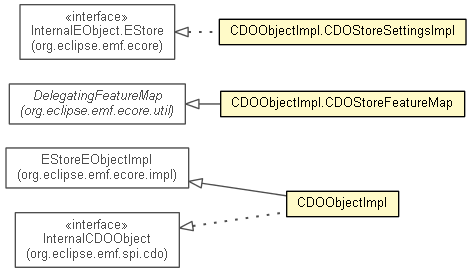 «interface»
InternalEObject.EStore
(org.eclipse.emf.ecore)
CDOObjectImpl.CDOStoreSettingsImpl
DelegatingFeatureMap
(org.eclipse.emf.ecore.util)
CDOObjectImpl.CDOStoreFeatureMap
EStoreEObjectImpl
(org.eclipse.emf.ecore.impl)
CDOObjectImpl
«interface»
InternalCDOObject
(org.eclipse.emf.spi.cdo)